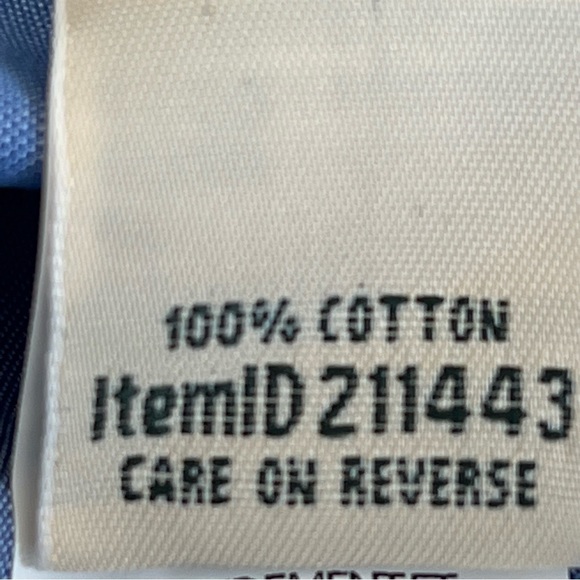 100% COTTON
ItemID 211443
CARE ON REVERSE